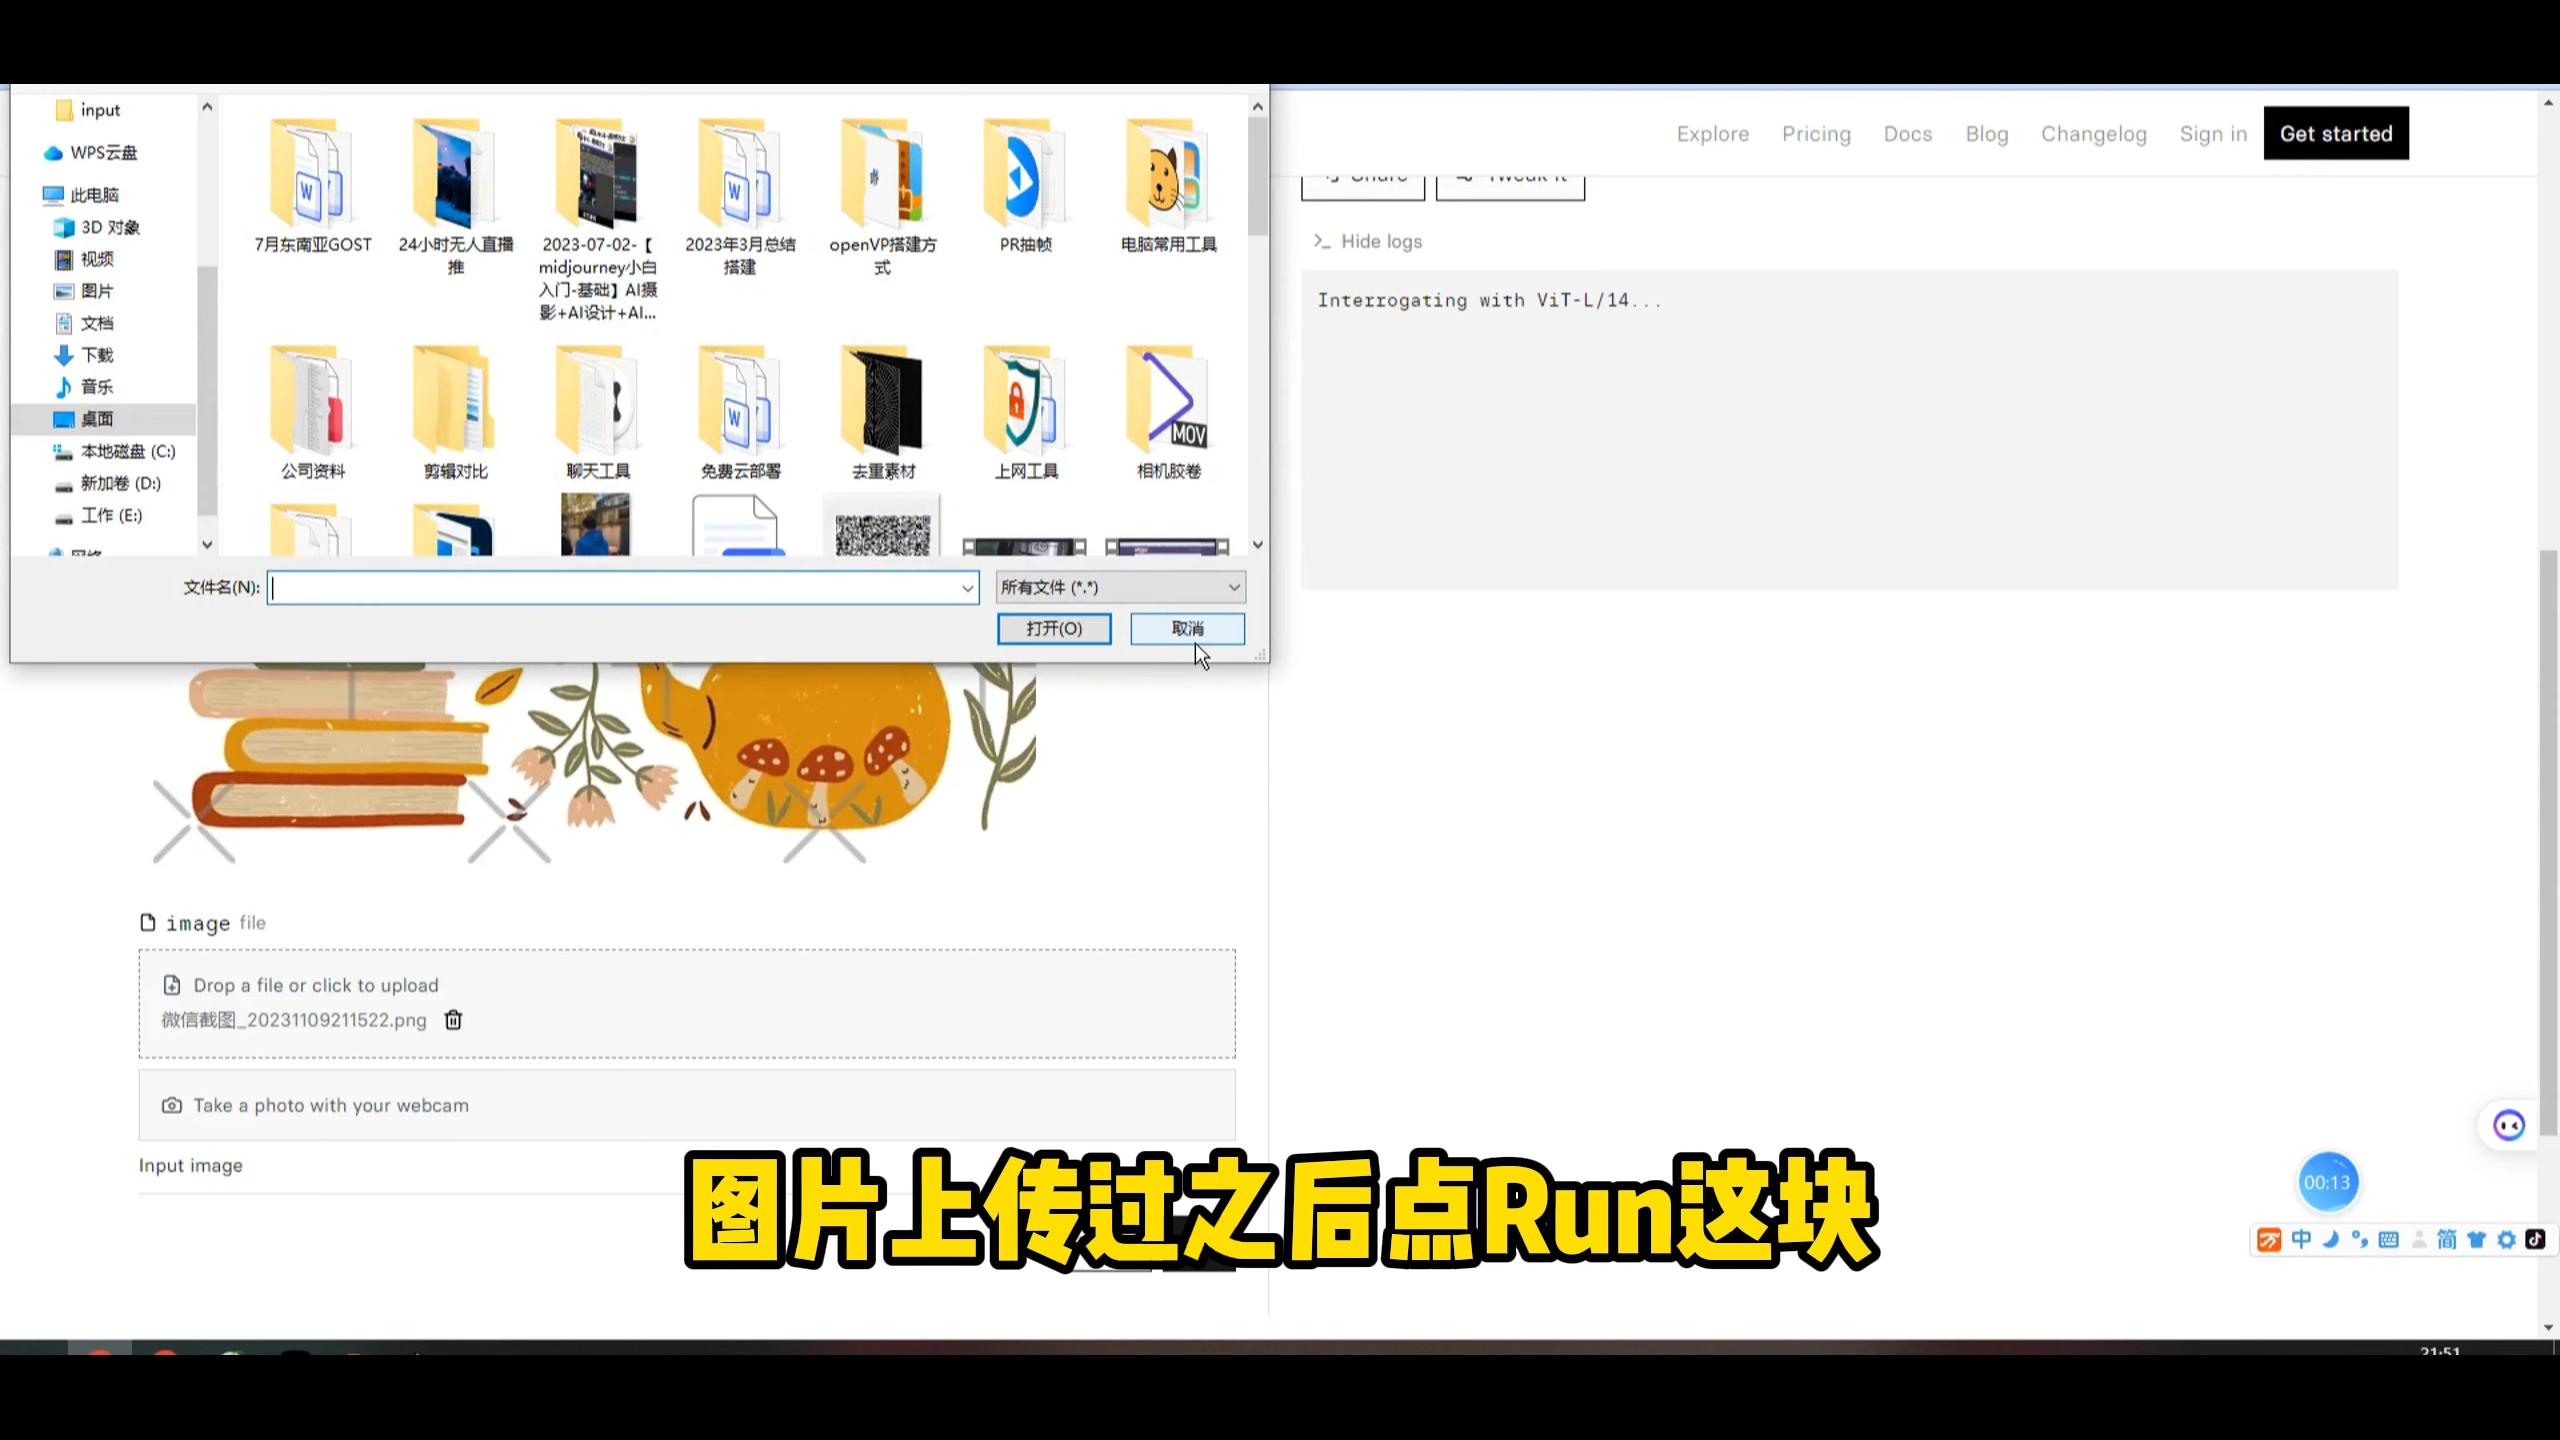 input
WPS云盘
此电脑
3D 对象
视频
图片
文档
下载
音乐
桌面
本地磁盘 (C:)
新加卷 (D:)
工作 (E:)
网络
7月东南亚GOST
24小时无人直播
推
2023-07-02-【
midjourney小白
入门-基础】AI摄
影+AI设计+AI...
2023年3月总结
搭建
openVP搭建方
式
PR抽帧
电脑常用工具
公司资料
剪辑对比
聊天工具
免费云部署
去重素材
上网工具
MOV
相机胶卷
文件名(N):
所有文件 (*.*)
打开(O)
取消
Explore
Pricing
Docs
Blog
Changelog
Sign in
Get started
Share
Tweak it
Hide logs
Interrogating with ViT-L/14...
image file
Drop a file or click to upload
微信截图_20231109211522.png
Take a photo with your webcam
Input image
图片上传过之后点Run这块
00:13
中
简
21:51